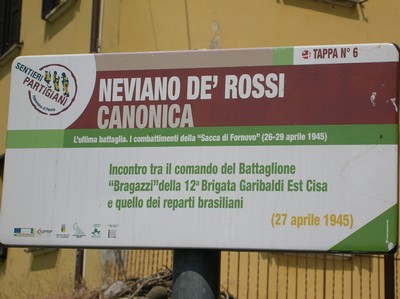 TAPPA N° 6
SENTIERI
PARTIGIANI
NEVIANO DE' ROSSI
CANONICA
L'ultima battaglia. I combattimenti della "Sacca di Fornovo" (26-29 aprile 1945)
Incontro tra il comando del Battaglione
"Bragazzi"della 12ª Brigata Garibaldi Est Cisa
e quello dei reparti brasiliani
(27 aprile 1945)